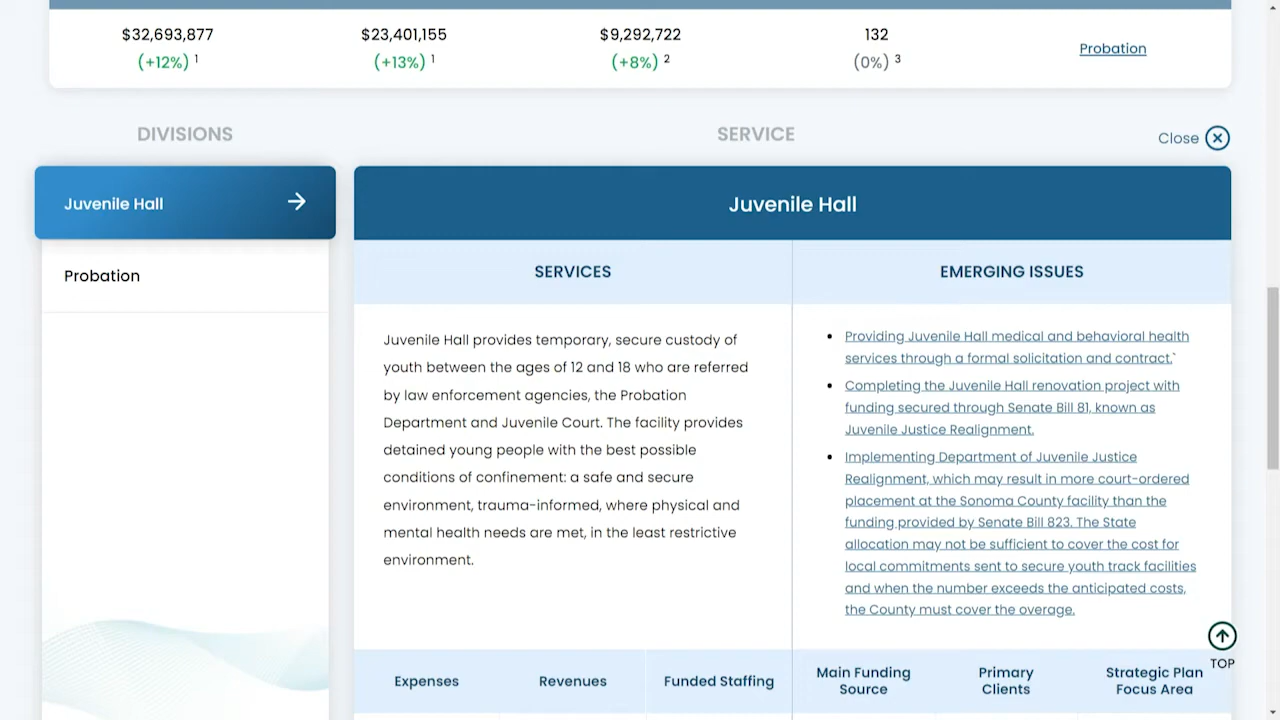 $32,693,877 $23,401,155 $9,292,722 132
(+12%) 1 (+13%) 1 (+8%) 2 (0%) 3 Probation
DIVISIONS SERVICE Close
Juvenile Hall
Probation
Juvenile Hall
SERVICES EMERGING ISSUES
Juvenile Hall provides temporary, secure custody of
youth between the ages of 12 and 18 who are referred
by law enforcement agencies, the Probation
Department and Juvenile Court. The facility provides
detained young people with the best possible
conditions of confinement: a safe and secure
environment, trauma-informed, where physical and
mental health needs are met, in the least restrictive
environment.
Providing Juvenile Hall medical and behavioral health
services through a formal solicitation and contract.`
Completing the Juvenile Hall renovation project with
funding secured through Senate Bill 81, known as
Juvenile Justice Realignment.
Implementing Department of Juvenile Justice
Realignment, which may result in more court-ordered
placement at the Sonoma County facility than the
funding provided by Senate Bill 823. The State
allocation may not be sufficient to cover the cost for
local commitments sent to secure youth track facilities
and when the number exceeds the anticipated costs,
the County must cover the overage.
TOP
Expenses Revenues Funded Staffing Main Funding Source Primary Clients Strategic Plan Focus Area